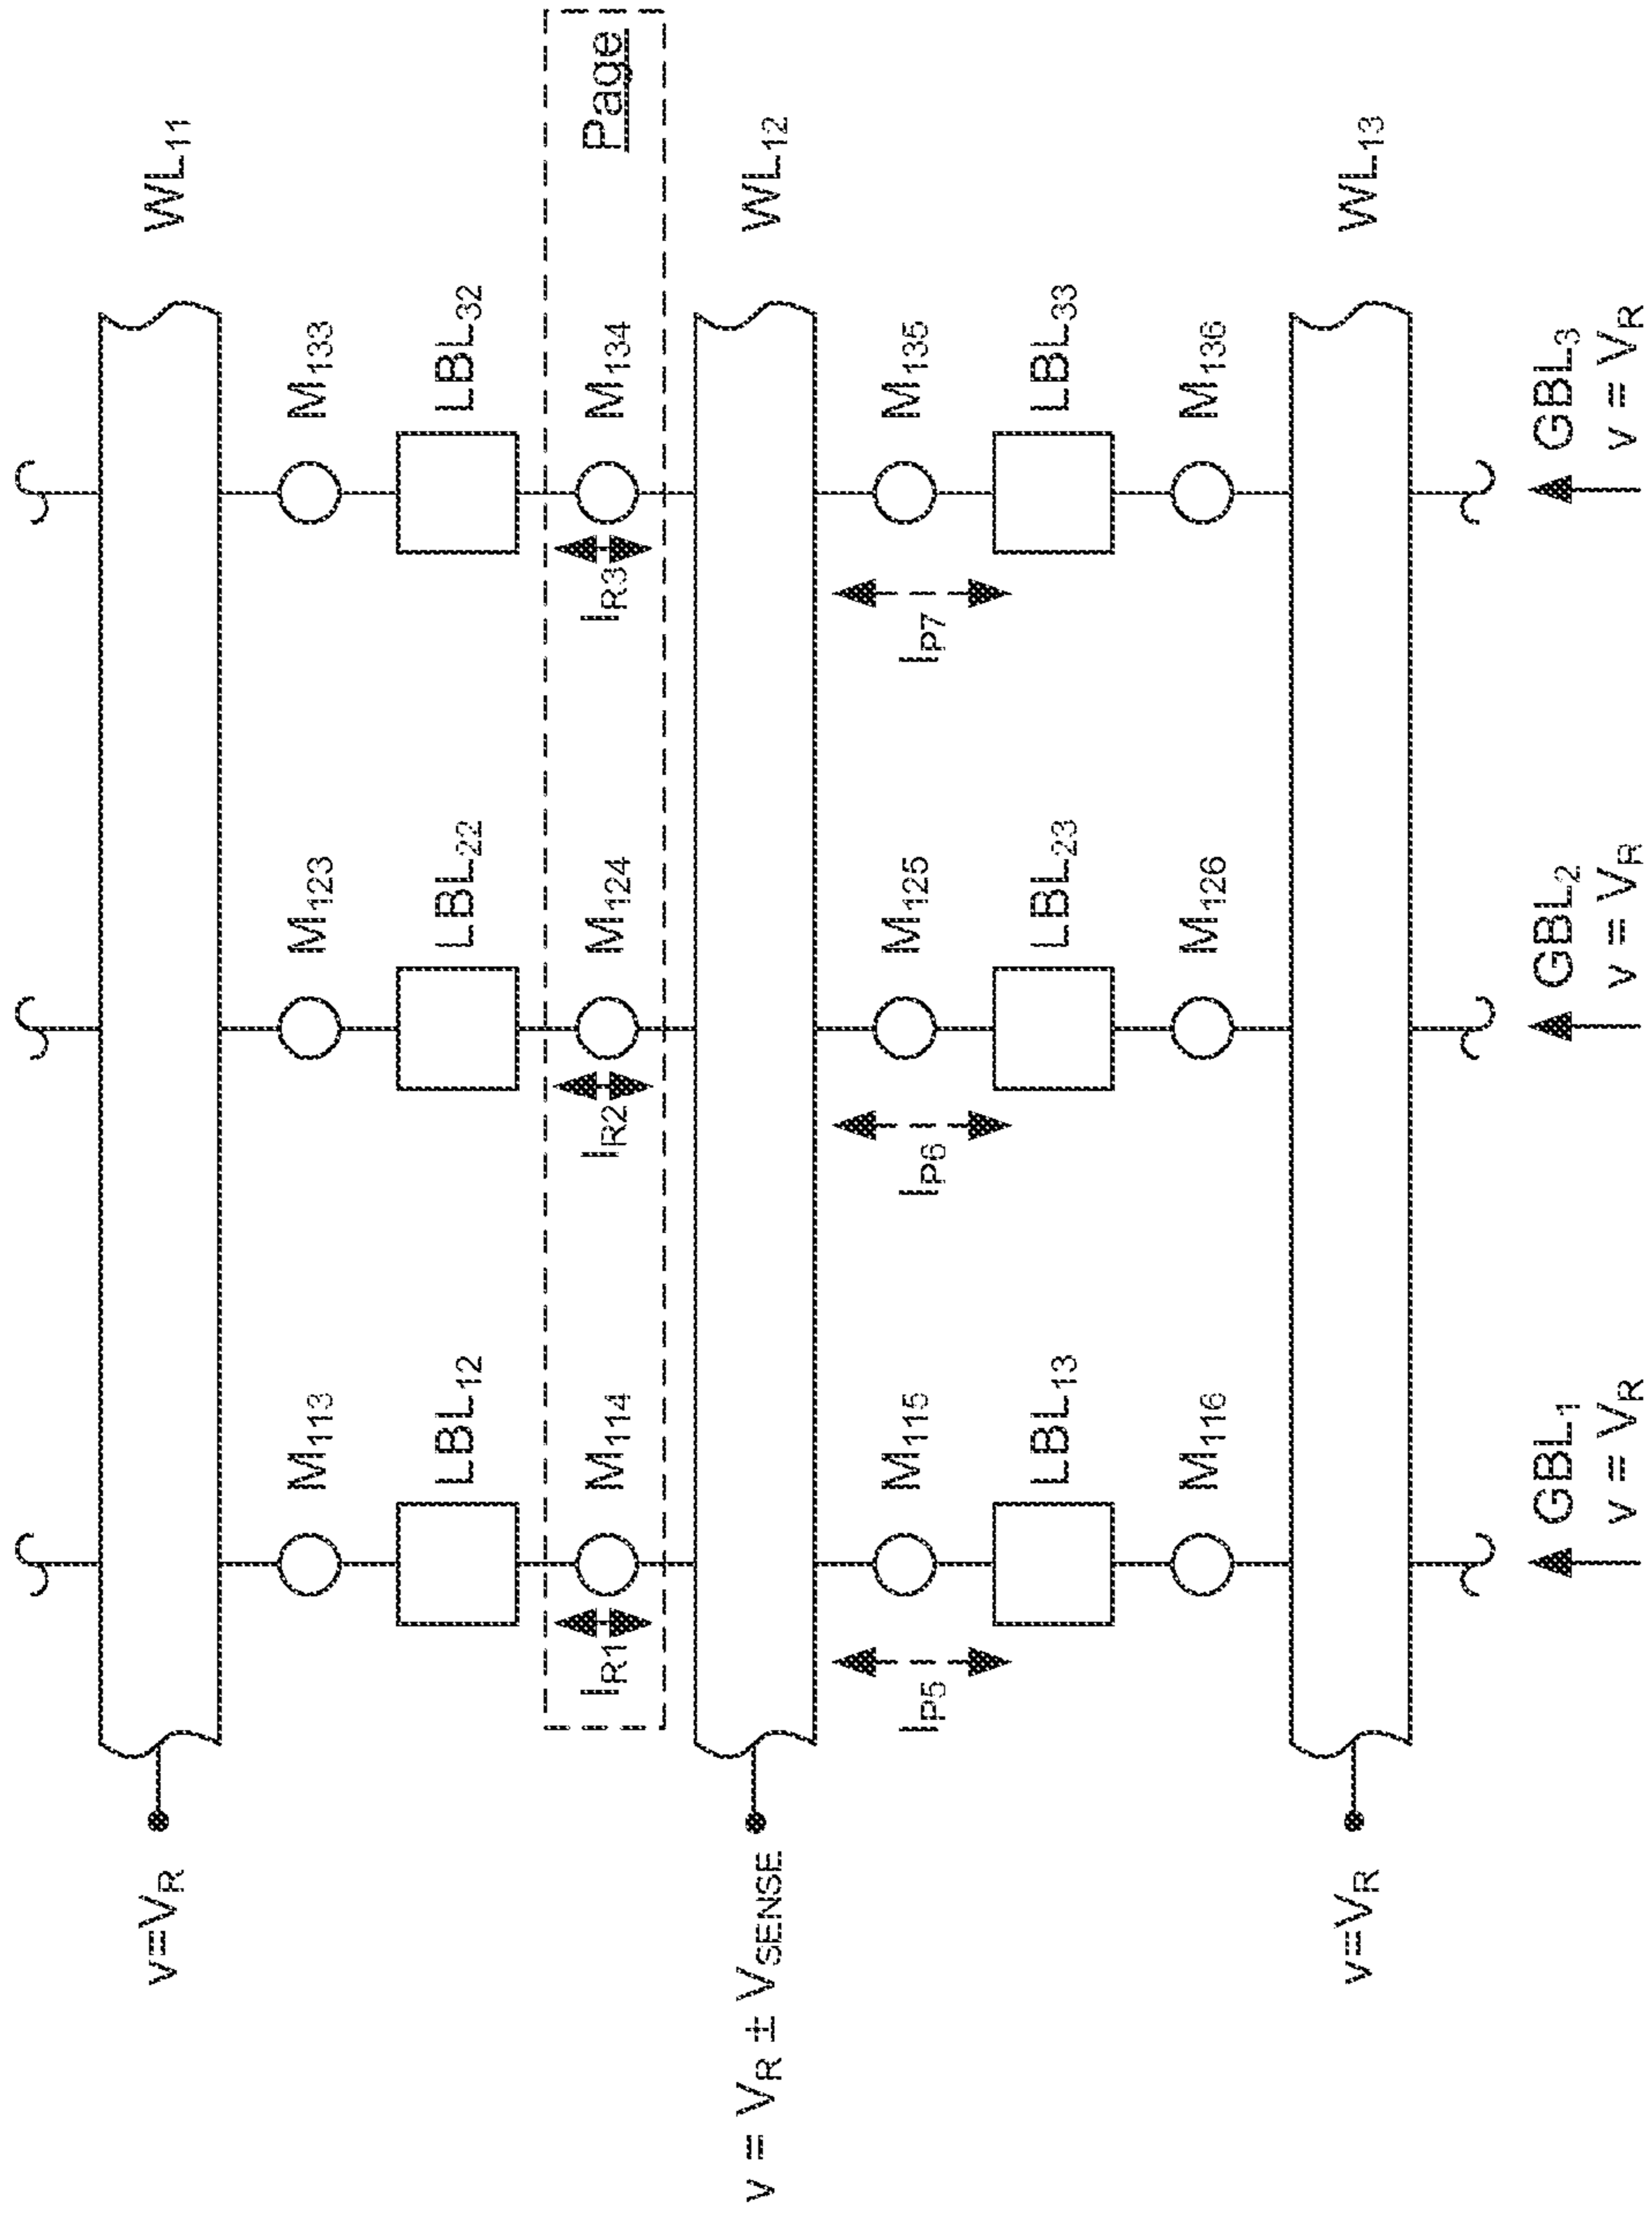 WL11
WL12
WL13
Page
M133
LBL32
M134
M135
LBL33
M136
GBL3
v = VR
IR3
IP7
M123
LBL22
M124
M125
LBL23
M126
GBL2
v = VR
IR2
IP6
M113
LBL12
M114
M115
LBL13
M116
GBL1
v = VR
IR1
IP5
v=VR
v = VR ± VSENSE
v=VR